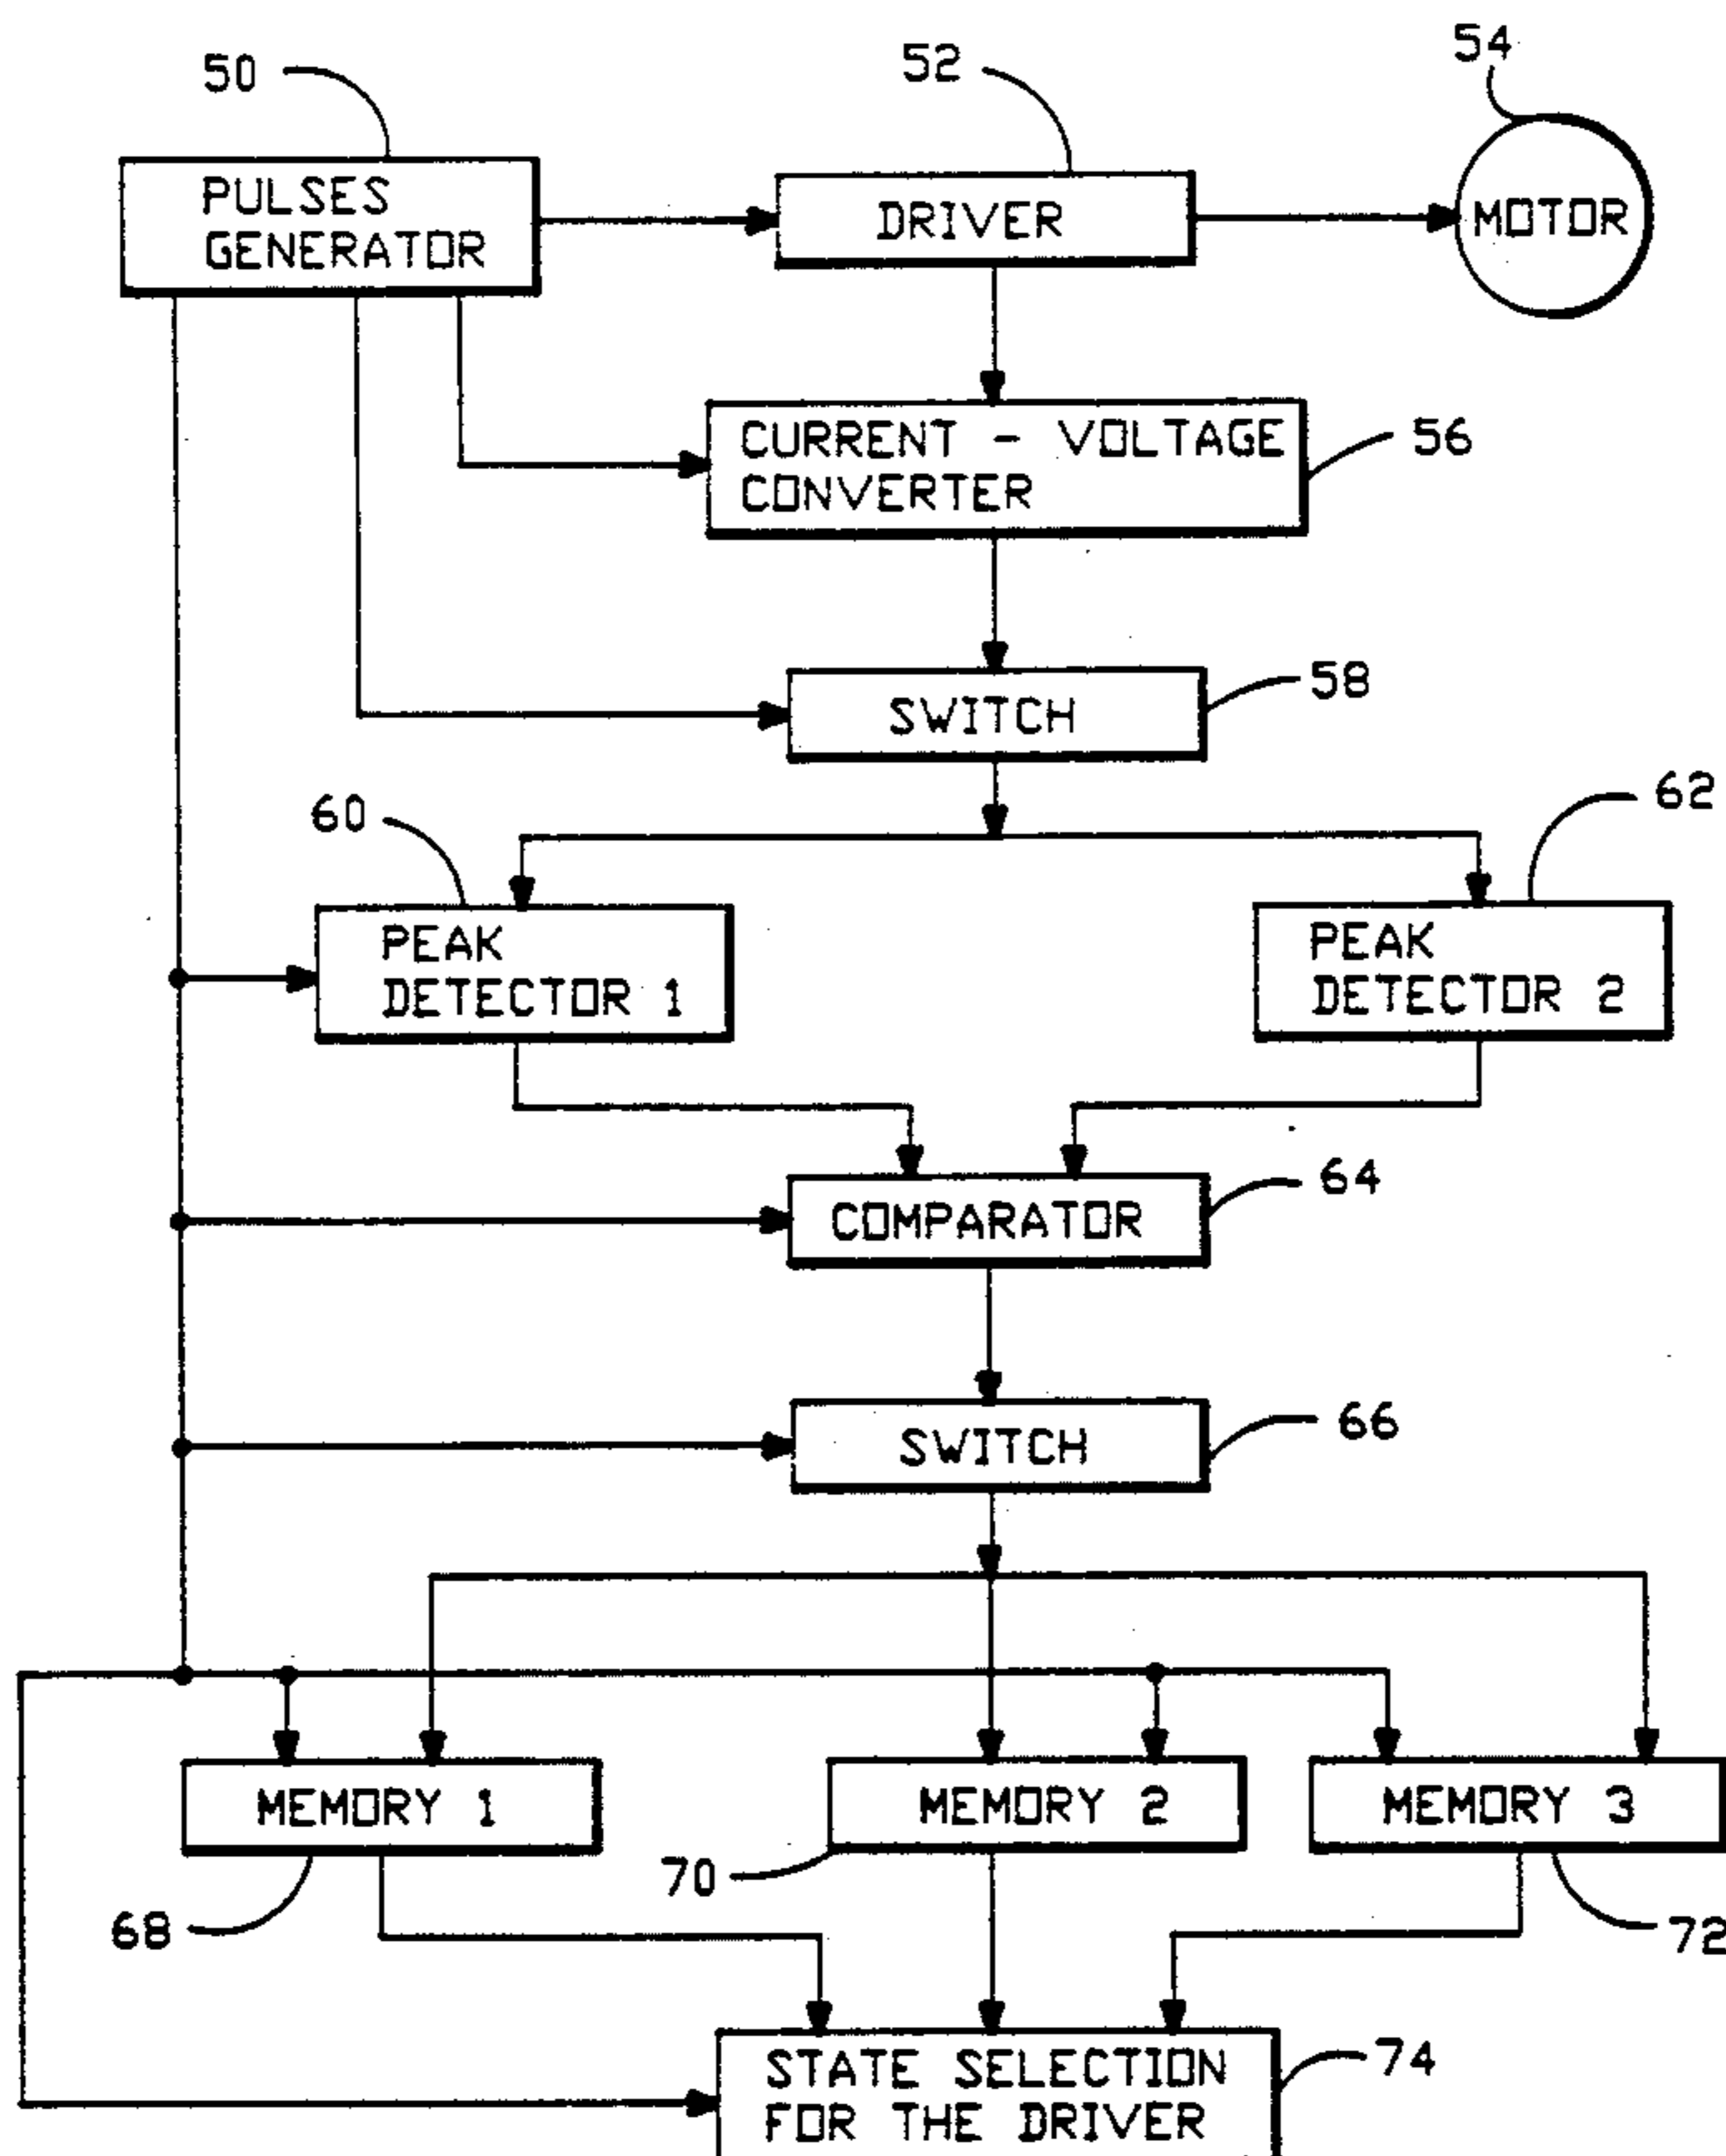 50
52
54
PULSES
GENERATOR
DRIVER
MOTOR
CURRENT - VOLTAGE
CONVERTER
56
SWITCH
58
60
62
PEAK
DETECTOR 1
PEAK
DETECTOR 2
COMPARATOR
64
SWITCH
66
MEMORY 1
MEMORY 2
MEMORY 3
68
70
72
STATE SELECTION
FOR THE DRIVER
74